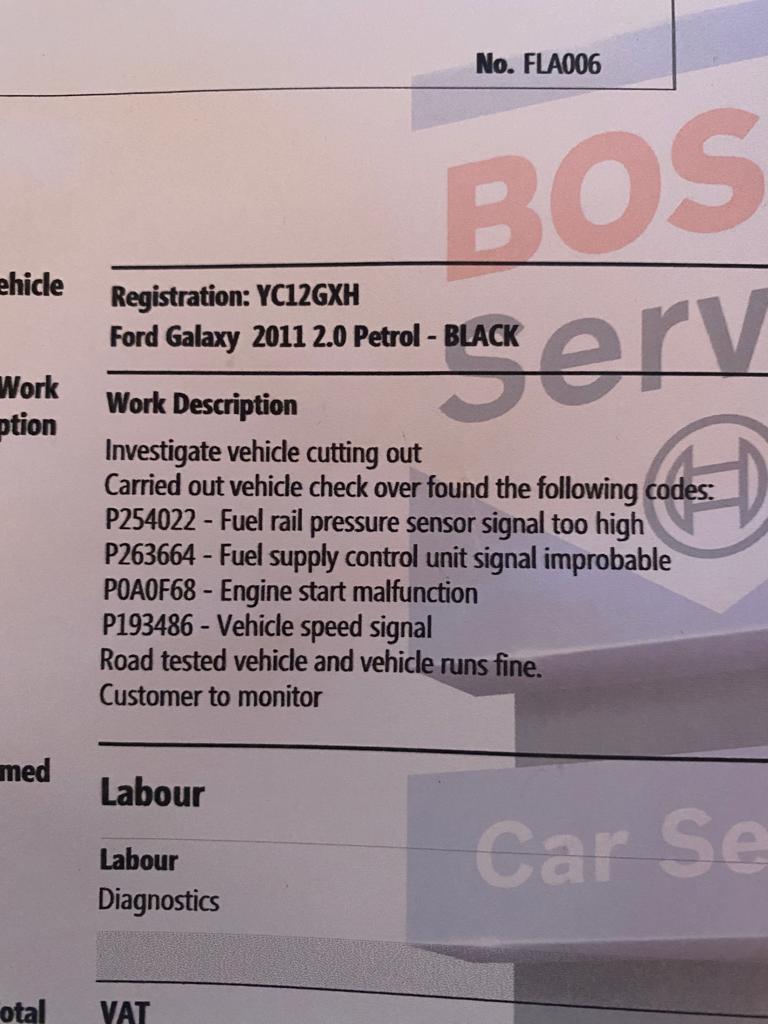 No. FLA006
BOS
Serv
ehicle
Registration: YC12GXH
Ford Galaxy 2011 2.0 Petrol - BLACK
Work
ption
Work Description
Investigate vehicle cutting out
Carried out vehicle check over found the following codes:
P254022 - Fuel rail pressure sensor signal too high
P263664 - Fuel supply control unit signal improbable
P0A0F68 - Engine start malfunction
P193486 - Vehicle speed signal
Road tested vehicle and vehicle runs fine.
Customer to monitor
med
Labour
Car Se
Labour
Diagnostics
otal
VAT